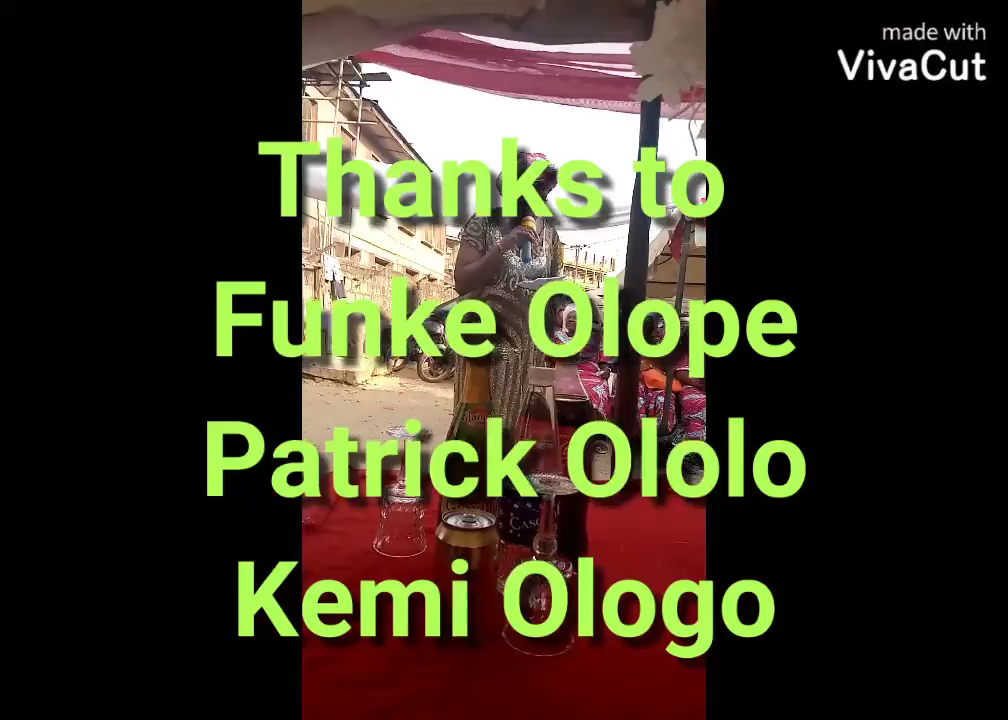 made with
VivaCut
Thanks to
Funke Olope
Patrick Ololo
Kemi Ologo